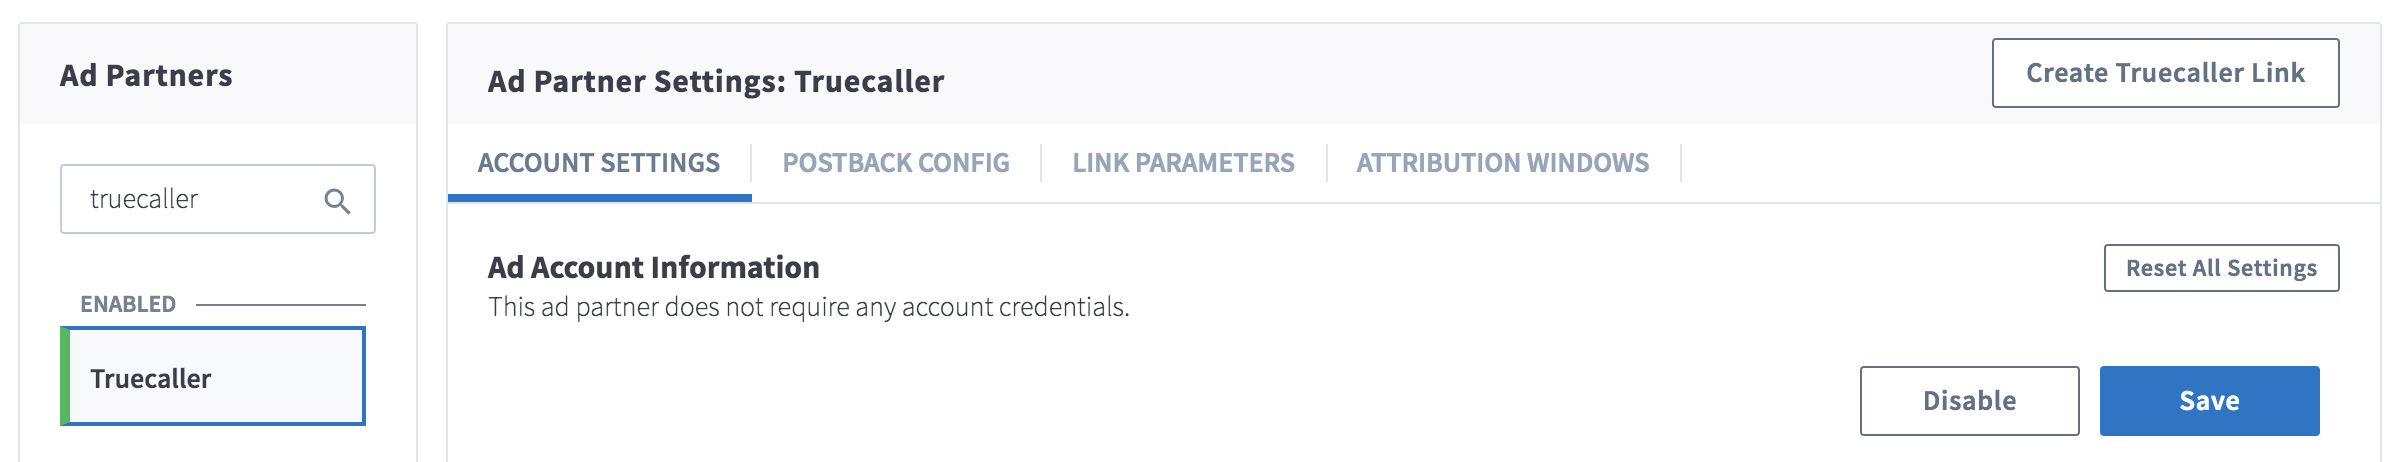 Ad Partners
truecaller
ENABLED
Truecaller
Ad Partner Settings: Truecaller
Create Truecaller Link
ACCOUNT SETTINGS
POSTBACK CONFIG
LINK PARAMETERS
ATTRIBUTION WINDOWS
Ad Account Information
This ad partner does not require any account credentials.
Reset All Settings
Disable
Save